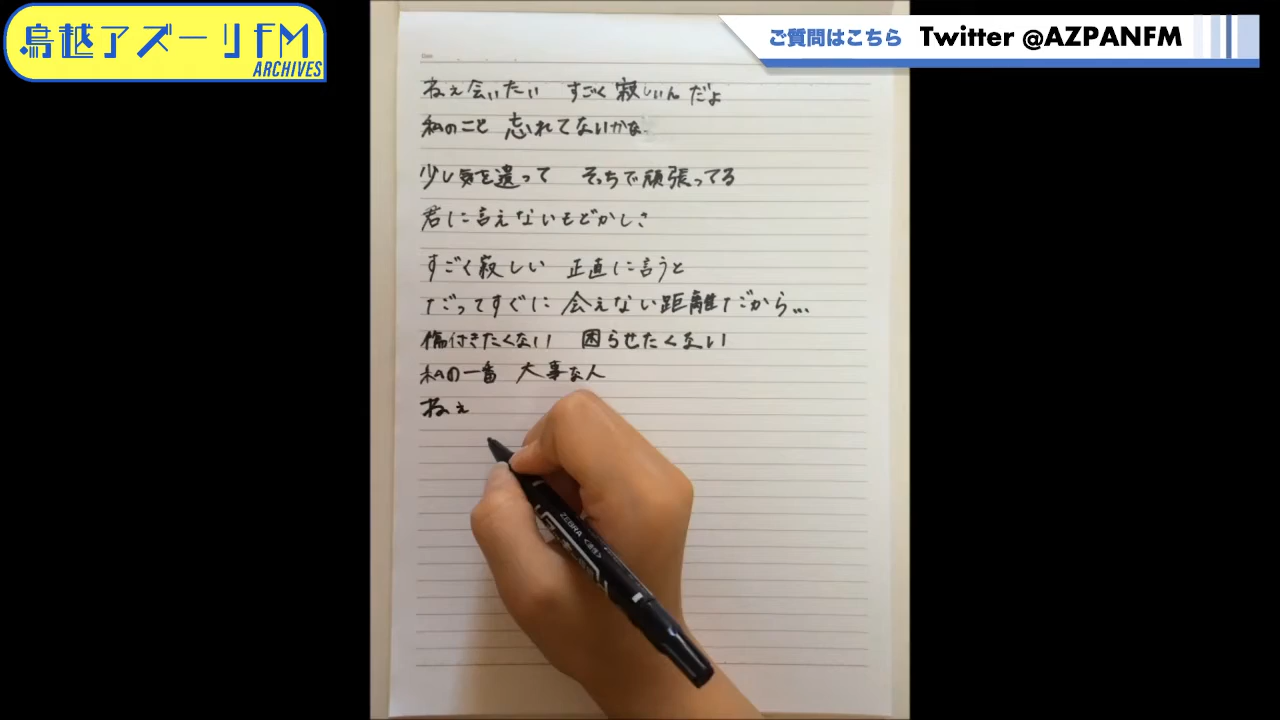 鳥越アズーリFM
ARCHIVES
ご質問はこちら Twitter @AZPANFM
ねぇ会いたい すごく寂しいんだよ
私のこと 忘れてないかな
少し気を遣って そっちで頑張ってる
君に言えないもどかしさ
すごく寂しい 正直に言うと
だってすぐに 会えない距離だから...
傷付きたくない 困らせたくない
私の一番 大事な人
ねぇ
ZEBRA